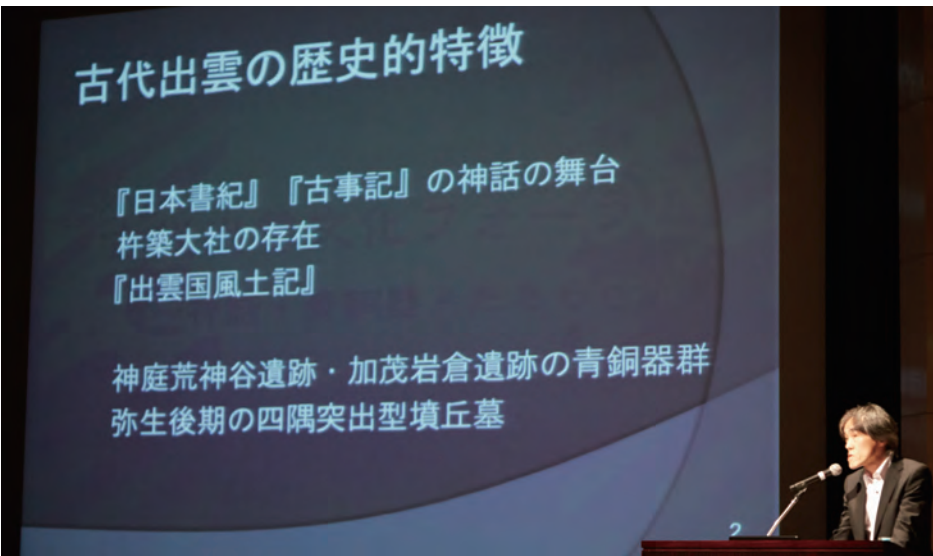 古代出雲の歴史的特徴
『日本書紀』『古事記』の神話の舞台
杵築大社の存在
『出雲国風土記』
神庭荒神谷遺跡・加茂岩倉遺跡の青銅器群
弥生後期の四隅突出型墳丘墓
2